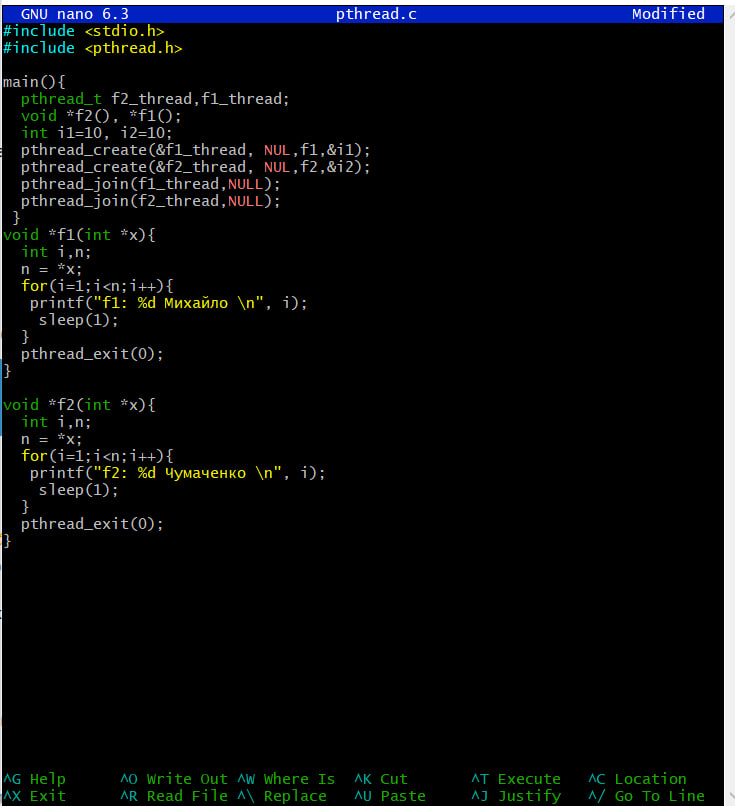 GNU nano 6.3 pthread.c Modified
#include <stdio.h>
#include <pthread.h>
main(){
pthread_t f2_thread,f1_thread;
void *f2(), *f1();
int i1=10, i2=10;
pthread_create(&f1_thread, NUL,f1,&i1);
pthread_create(&f2_thread, NUL,f2,&i2);
pthread_join(f1_thread,NULL);
pthread_join(f2_thread,NULL);
}
void *f1(int *x){
int i,n;
n = *x;
for(i=1;i<n;i++){
printf("f1: %d Михайло \n", i);
sleep(1);
}
pthread_exit(0);
}
void *f2(int *x){
int i,n;
n = *x;
for(i=1;i<n;i++){
printf("f2: %d Чумаченко \n", i);
sleep(1);
}
pthread_exit(0);
}
^G Help ^O Write Out ^W Where Is ^K Cut ^T Execute ^C Location
^X Exit ^R Read File ^\ Replace ^U Paste ^J Justify ^/ Go To Line